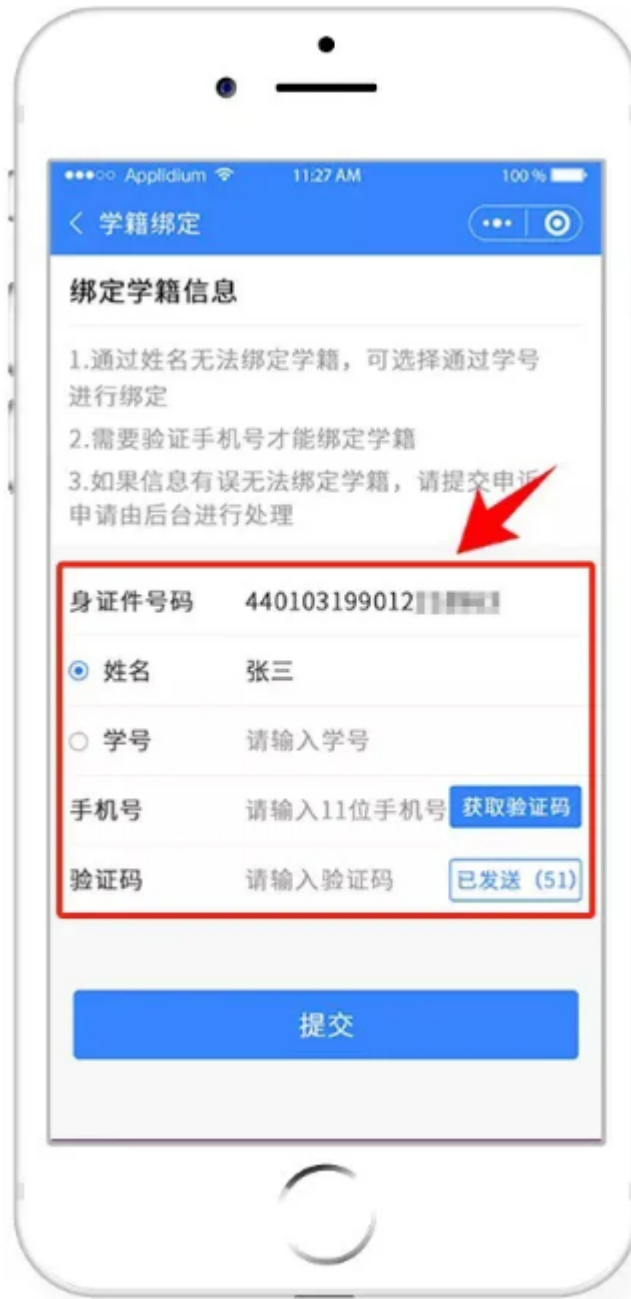 Applidium 11:27 AM 100 %
学籍绑定
绑定学籍信息
1.通过姓名无法绑定学籍，可选择通过学号
进行绑定
2.需要验证手机号才能绑定学籍
3.如果信息有误无法绑定学籍，请提交申诉
申请由后台进行处理
身证件号码 440103199012
姓名 张三
学号 请输入学号
手机号 请输入11位手机号 获取验证码
验证码 请输入验证码 已发送（51）
提交